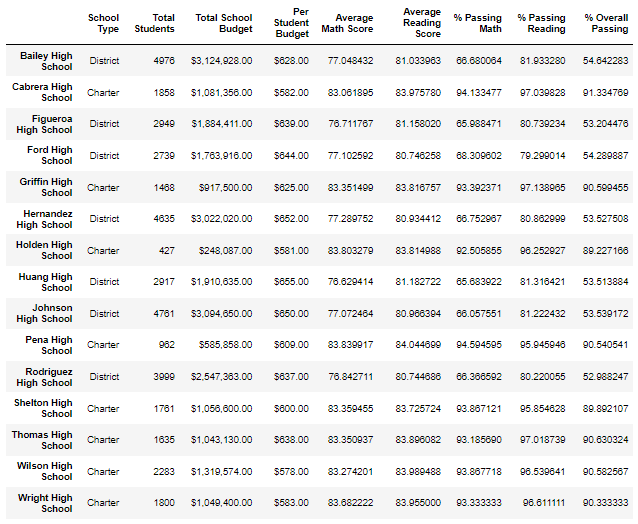 School Type Total Students Total School Budget Per Student Budget Average Math Score Average Reading Score % Passing Math % Passing Reading % Overall Passing
Bailey High School District 4976 $3,124,928.00 $628.00 77.048432 81.033963 66.680064 81.933280 54.642283
Cabrera High School Charter 1858 $1,081,356.00 $582.00 83.061895 83.975780 94.133477 97.039828 91.334769
Figueroa High School District 2949 $1,884,411.00 $639.00 76.711767 81.158020 65.988471 80.739234 53.204476
Ford High School District 2739 $1,763,916.00 $644.00 77.102592 80.746258 68.309602 79.299014 54.289887
Griffin High School Charter 1468 $917,500.00 $625.00 83.351499 83.816757 93.392371 97.138965 90.599455
Hernandez High School District 4635 $3,022,020.00 $652.00 77.289752 80.934412 66.752967 80.862999 53.527508
Holden High School Charter 427 $248,087.00 $581.00 83.803279 83.814988 92.505855 96.252927 89.227166
Huang High School District 2917 $1,910,635.00 $655.00 76.629414 81.182722 65.683922 81.316421 53.513884
Johnson High School District 4761 $3,094,650.00 $650.00 77.072464 80.966394 66.057551 81.222432 53.539172
Pena High School Charter 962 $585,858.00 $609.00 83.839917 84.044699 94.594595 95.945946 90.540541
Rodriguez High School District 3999 $2,547,363.00 $637.00 76.842711 80.744686 66.366592 80.220055 52.988247
Shelton High School Charter 1761 $1,056,600.00 $600.00 83.359455 83.725724 93.867121 95.854628 89.892107
Thomas High School Charter 1635 $1,043,130.00 $638.00 83.350937 83.896082 93.185690 97.018739 90.630324
Wilson High School Charter 2283 $1,319,574.00 $578.00 83.274201 83.989488 93.867718 96.539641 90.582567
Wright High School Charter 1800 $1,049,400.00 $583.00 83.682222 83.955000 93.333333 96.611111 90.333333